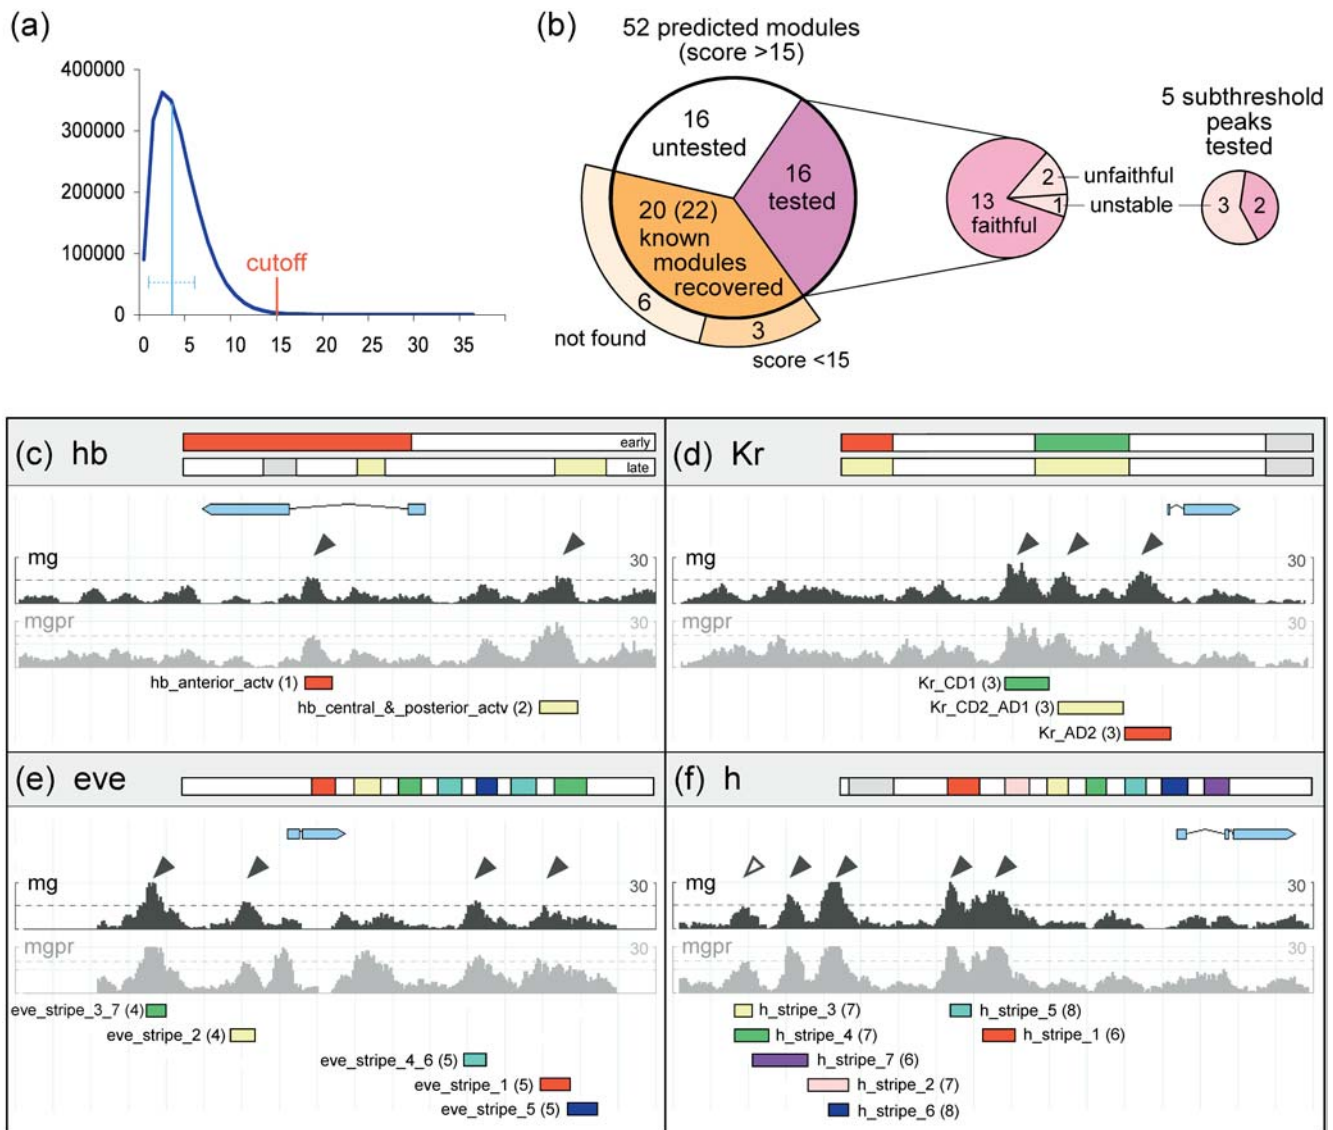 (a)
400000
300000
200000
100000
0
cutoff
0 5 10 15 20 25 30 35
(b)
52 predicted modules
(score >15)
16
untested
16
tested
20 (22)
known
modules
recovered
6
3
not found
score <15
13
faithful
2
1
unfaithful
unstable
5 subthreshold
peaks
tested
3
2
(c) hb
early
late
mg
30
mgpr
30
hb_anterior_actv (1)
hb_central_&_posterior_actv (2)
(d) Kr
mg
30
mgpr
30
Kr_CD1 (3)
Kr_CD2_AD1 (3)
Kr_AD2 (3)
(e) eve
mg
30
mgpr
30
eve_stripe_3_7 (4)
eve_stripe_2 (4)
eve_stripe_4_6 (5)
eve_stripe_1 (5)
eve_stripe_5 (5)
(f) h
mg
30
mgpr
30
h_stripe_3 (7)
h_stripe_5 (8)
h_stripe_4 (7)
h_stripe_1 (6)
h_stripe_7 (6)
h_stripe_2 (7)
h_stripe_6 (8)